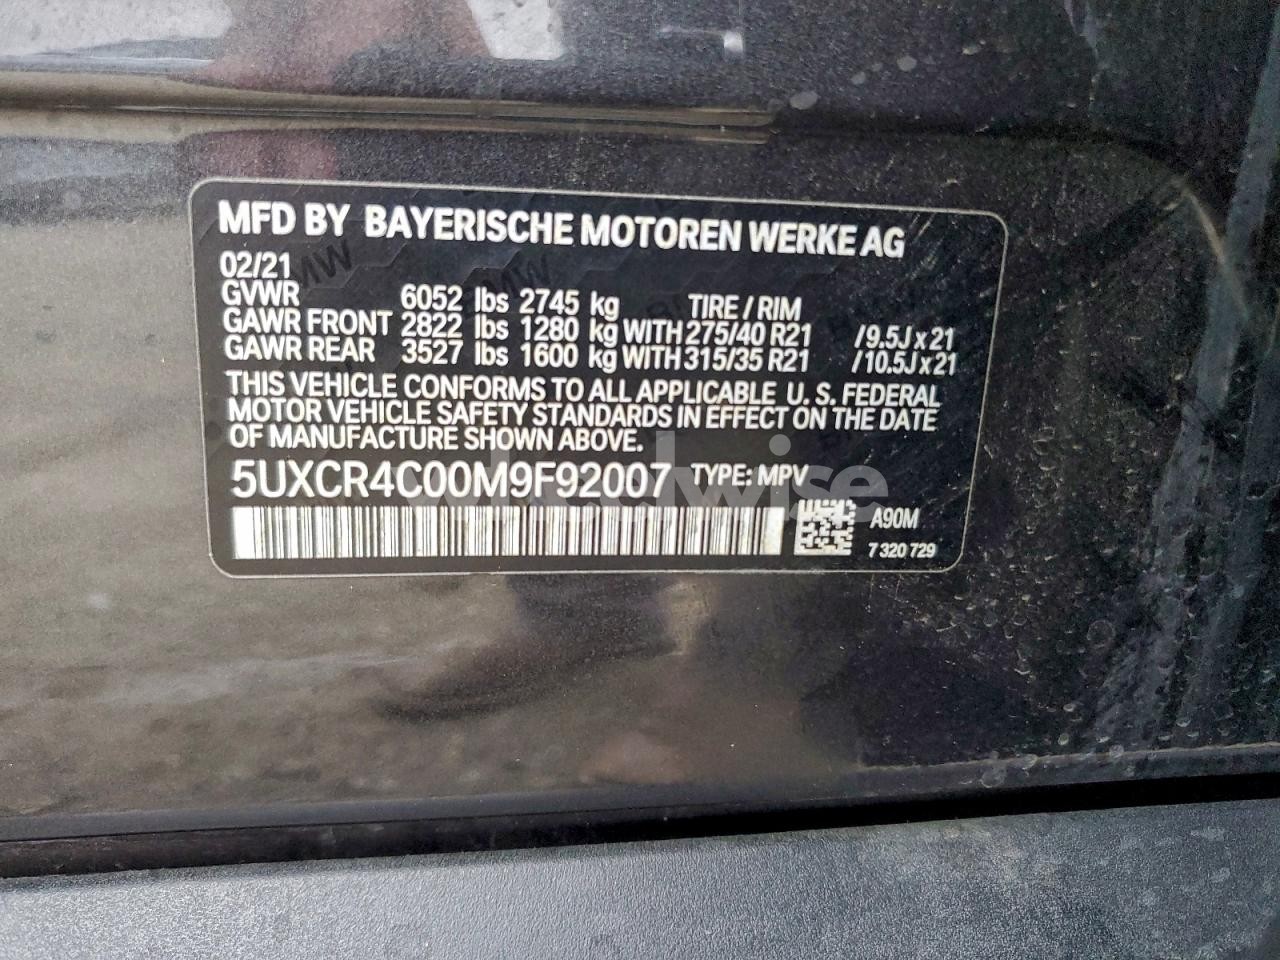 MFD BY BAYERISCHE MOTOREN WERKE AG
02/21
GVWR 6052 lbs 2745 kg TIRE / RIM
GAWR FRONT 2822 lbs 1280 kg WITH 275/40 R21 /9.5J x 21
GAWR REAR 3527 lbs 1600 kg WITH 315/35 R21 /10.5J x 21
THIS VEHICLE CONFORMS TO ALL APPLICABLE U. S. FEDERAL
MOTOR VEHICLE SAFETY STANDARDS IN EFFECT ON THE DATE
OF MANUFACTURE SHOWN ABOVE.
5UXCR4C00M9F92007 TYPE: MPV
A90M
7 320 729